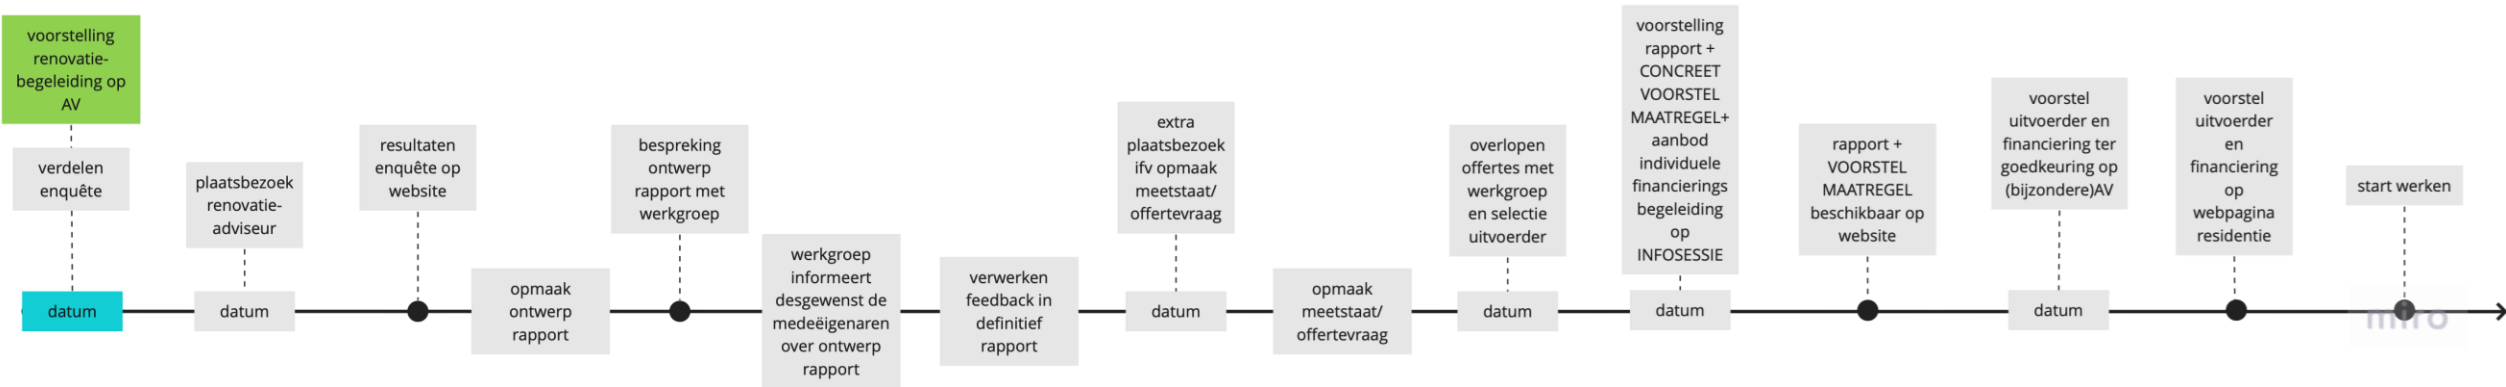 voorstelling
renovatie-
begeleiding op
AV
verdelen
enquête
datum
plaatsbezoek
renovatie-
adviseur
datum
resultaten
enquête op
website
opmaak
ontwerp
rapport
bespreking
ontwerp
rapport met
werkgroep
werkgroep
informeert
desgewenst de
medeëigenaren
over ontwerp
rapport
verwerken
feedback in
definitief
rapport
extra
plaatsbezoek
ifv opmaak
meetstaat/
offertevraag
datum
opmaak
meetstaat/
offertevraag
overlopen
offertes met
werkgroep
en selectie
uitvoerder
datum
voorstelling
rapport +
CONCREET
VOORSTEL
MAATREGEL+
aanbod
individuele
financierings
begeleiding
op
INFOSESSIE
datum
rapport +
VOORSTEL
MAATREGEL
beschikbaar op
website
voorstel
uitvoerder en
financiering ter
goedkeuring op
(bijzondere)AV
datum
voorstel
uitvoerder
en
financiering
op
webpagina
residentie
start werken
miro